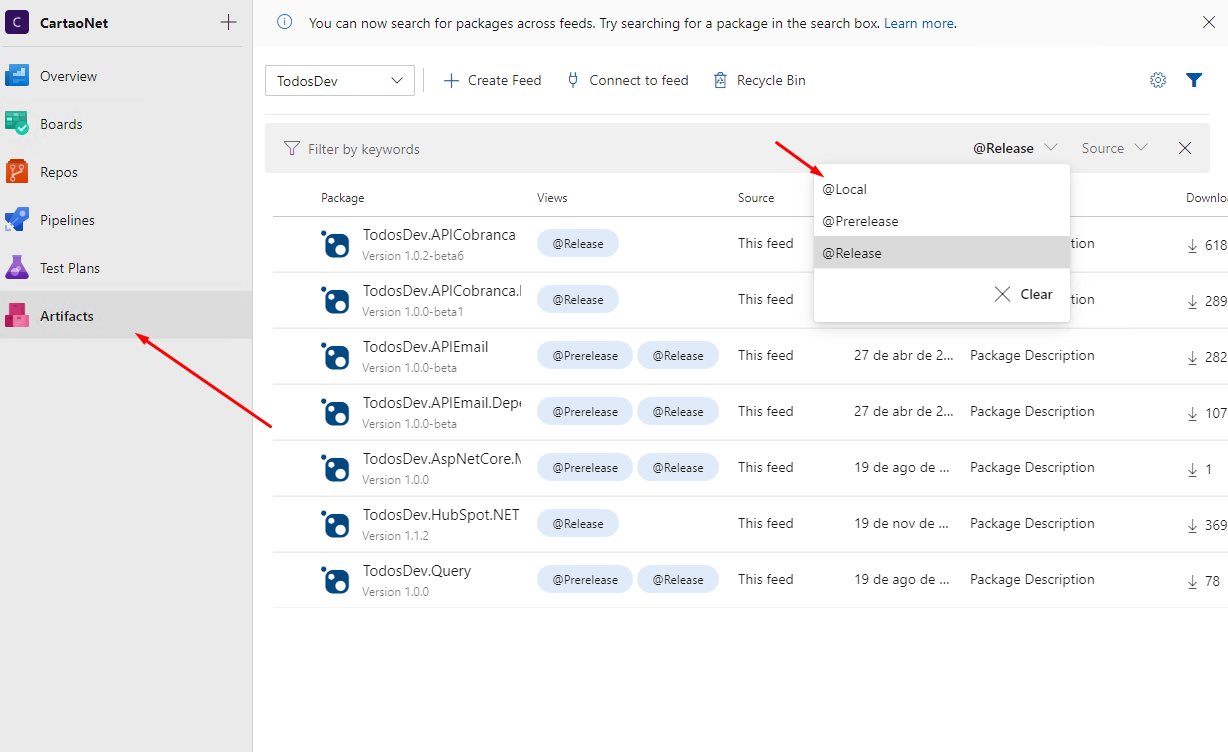 C CartaoNet
You can now search for packages across feeds. Try searching for a package in the search box. Learn more.
Overview
Boards
Repos
Pipelines
Test Plans
Artifacts
TodosDev Create Feed Connect to feed Recycle Bin
Filter by keywords @Release Source
@Local
@Prerelease
@Release
Clear
Package Views Source Downlo
TodosDev.APICobranca @Release This feed tion 618
Version 1.0.2-beta6
TodosDev.APICobranca. @Release This feed tion 289
Version 1.0.0-beta1
TodosDev.APIEmail @Prerelease @Release This feed 27 de abr de 2... Package Description 282
Version 1.0.0-beta
TodosDev.APIEmail.Depe @Prerelease @Release This feed 27 de abr de 2... Package Description 107
Version 1.0.0-beta
TodosDev.AspNetCore.M @Prerelease @Release This feed 19 de ago de ... Package Description 1
Version 1.0.0
TodosDev.HubSpot.NET @Release This feed 19 de nov de ... Package Description 369
Version 1.1.2
TodosDev.Query @Prerelease @Release This feed 19 de ago de ... Package Description 78
Version 1.0.0